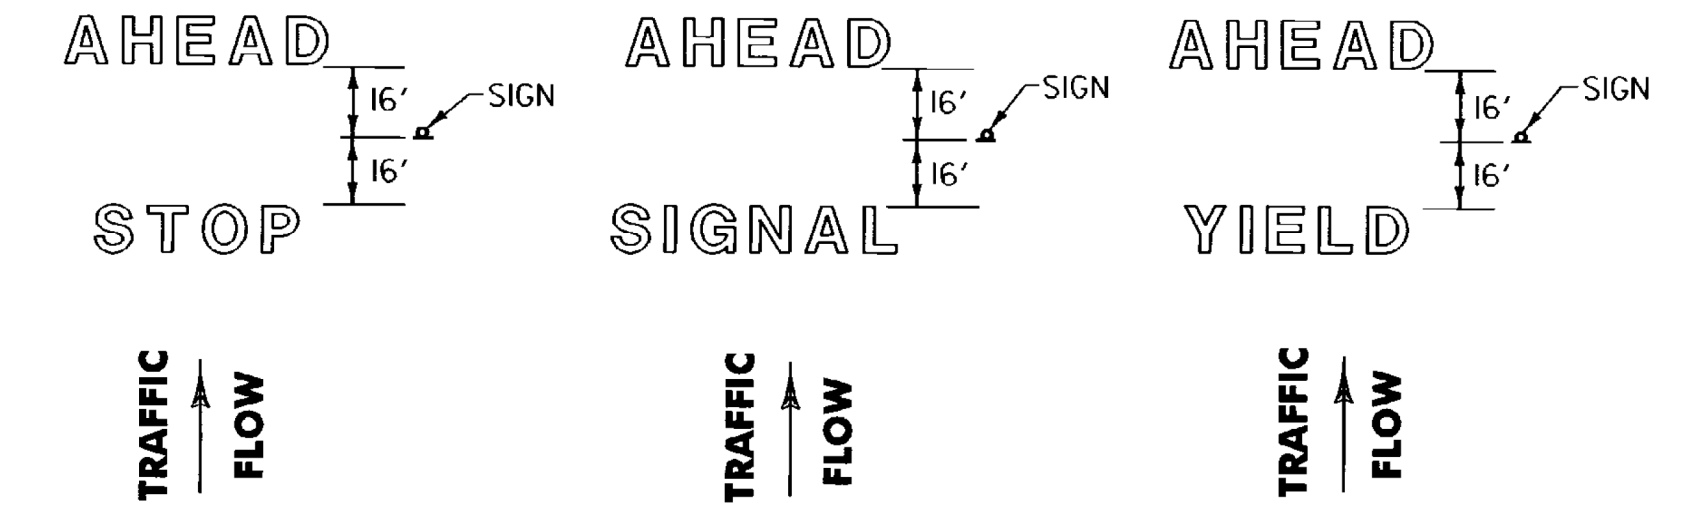 AHEAD
16′
SIGN
16′
STOP
TRAFFIC
FLOW
AHEAD
16′
SIGN
16′
SIGNAL
TRAFFIC
FLOW
AHEAD
16′
SIGN
16′
YIELD
TRAFFIC
FLOW